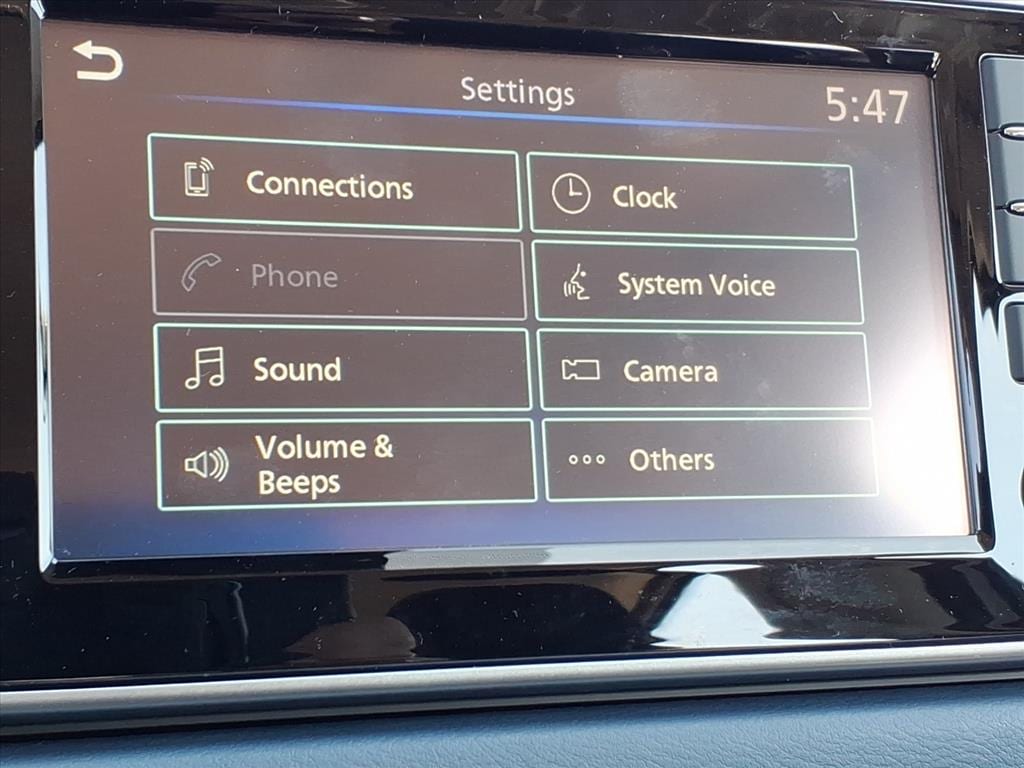 Settings
5:47
Connections
Clock
Phone
System Voice
Sound
Camera
Volume &
Beeps
Others